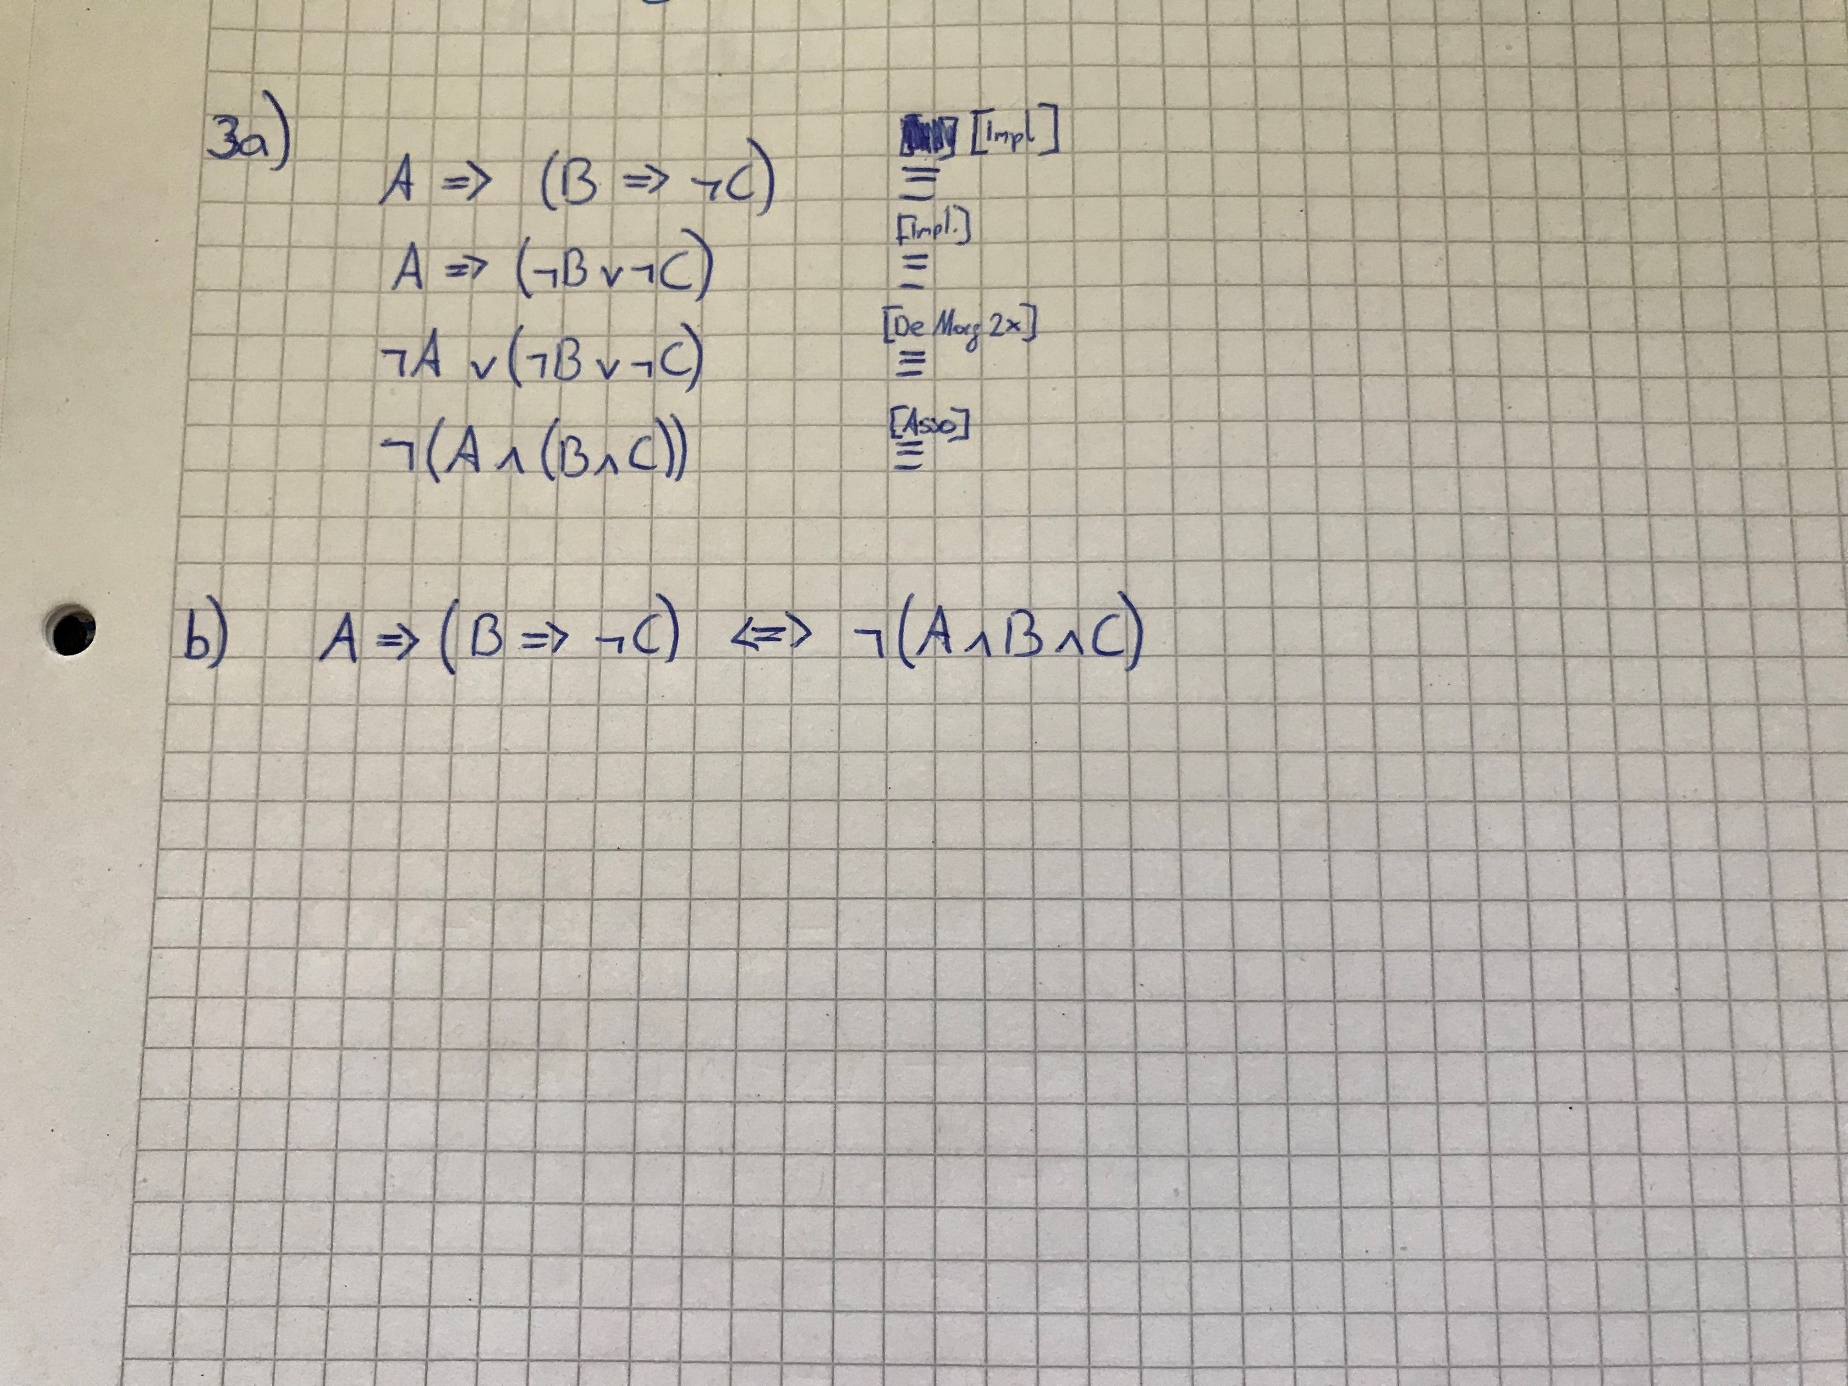 3a) [Impl]
A => (B => ¬C) ≡
[Impl.]
A => (¬B ∨ ¬C) ≡
[De Morg 2x]
¬A ∨ (¬B ∨ ¬C) ≡
[Asso]
¬(A ∧ (B ∧ C)) ≡
b) A => (B => ¬C) <=> ¬(A ∧ B ∧ C)